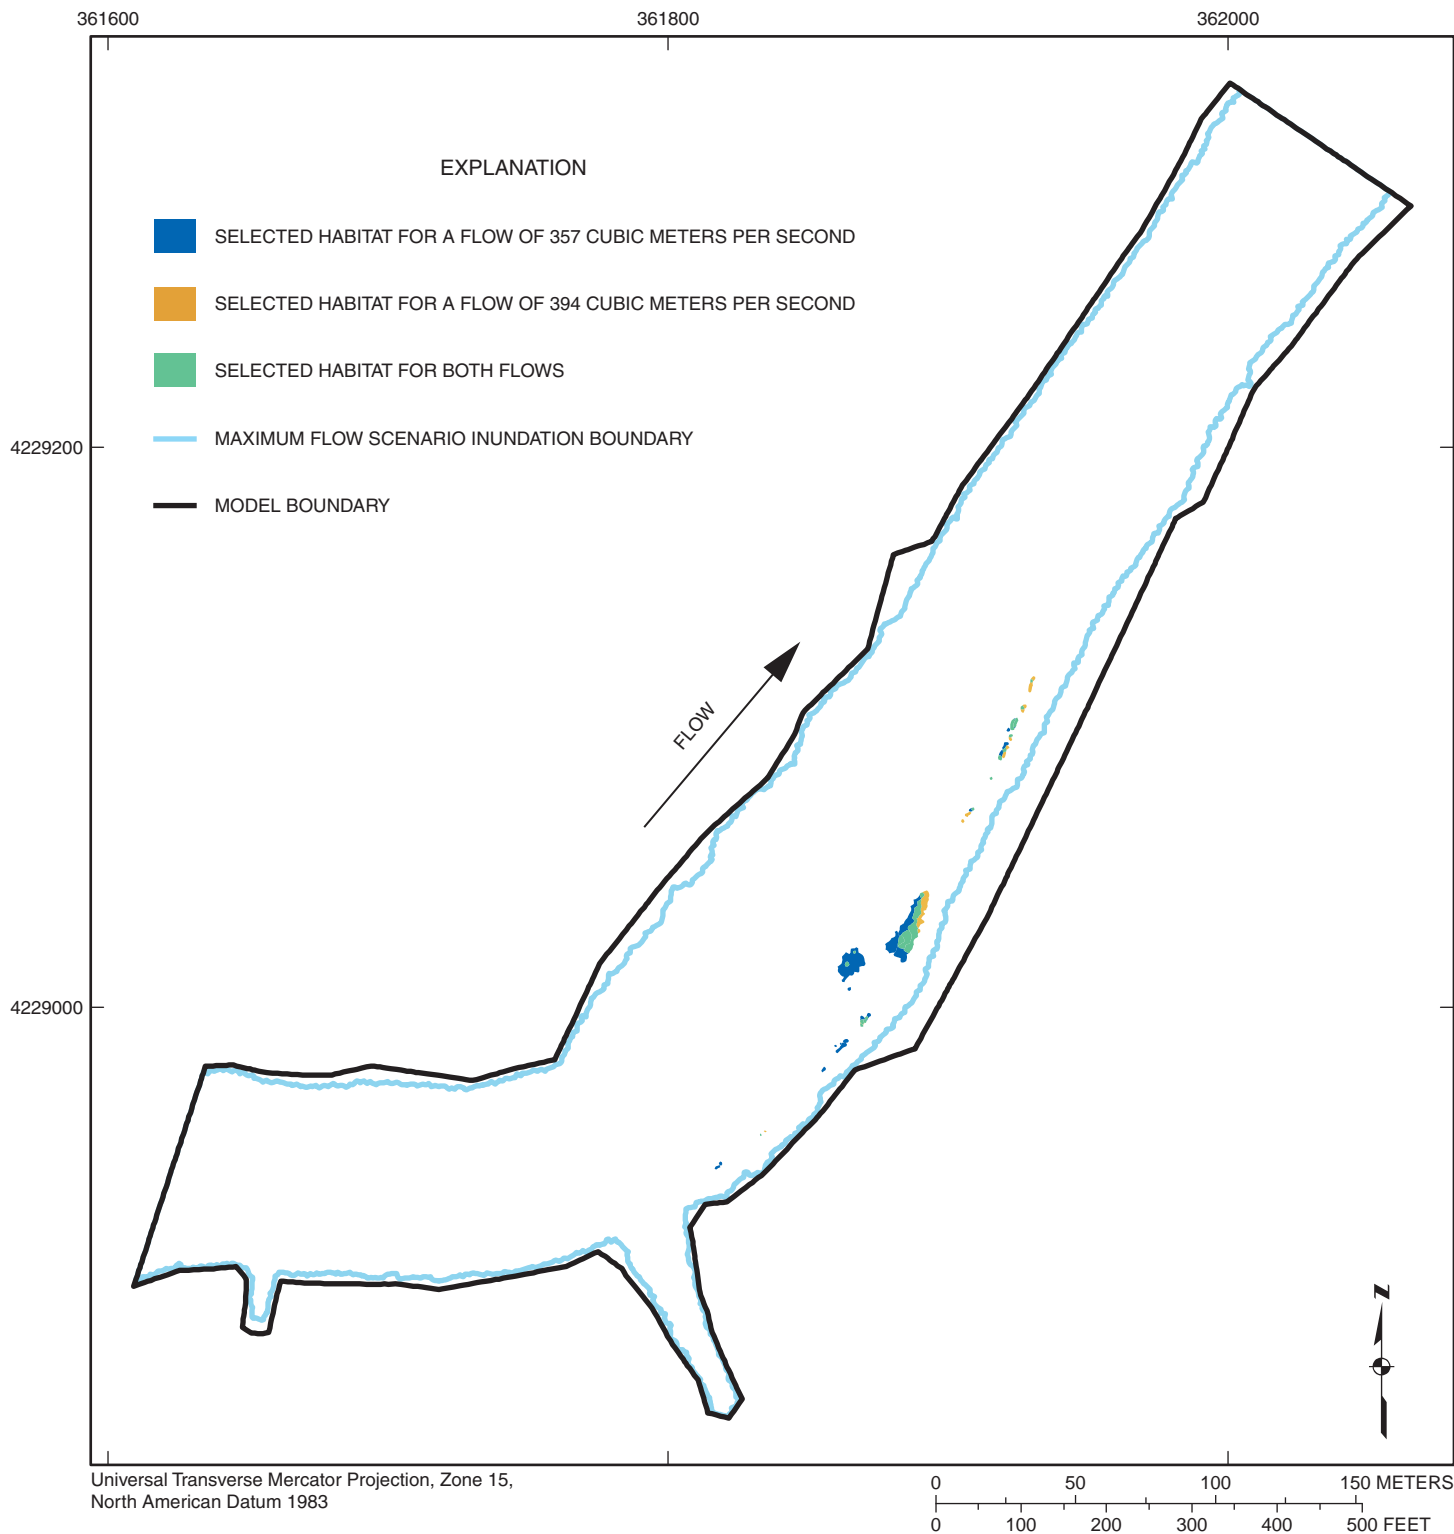 361600 361800 362000
EXPLANATION
SELECTED HABITAT FOR A FLOW OF 357 CUBIC METERS PER SECOND
SELECTED HABITAT FOR A FLOW OF 394 CUBIC METERS PER SECOND
SELECTED HABITAT FOR BOTH FLOWS
MAXIMUM FLOW SCENARIO INUNDATION BOUNDARY
4229200
MODEL BOUNDARY
FLOW
4229000
N
Universal Transverse Mercator Projection, Zone 15,
North American Datum 1983
0 50 100 150 METERS
0 100 200 300 400 500 FEET